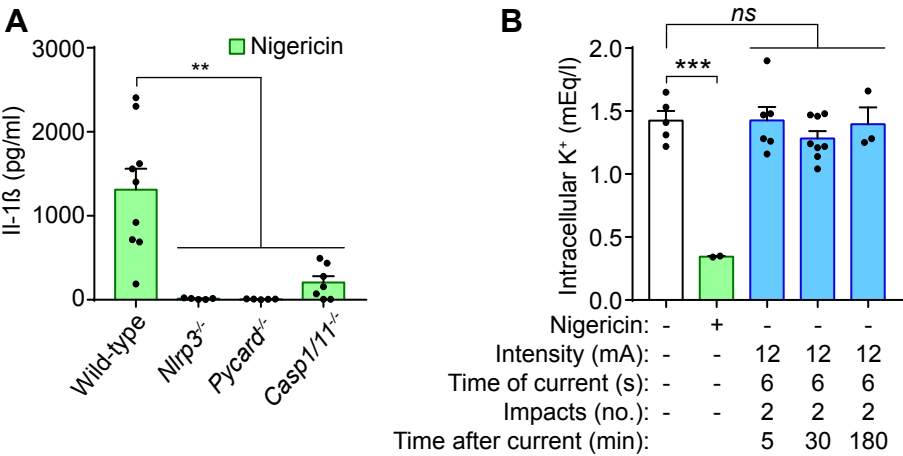 A
Nigericin
**
3000
2000
1000
0
Il-1ß (pg/ml)
Wild-type
Nlrp3-/-
Pycard-/-
Casp1/11-/-
B
ns
***
2.0
1.5
1.0
0.5
0.0
Intracellular K+ (mEq/l)
Nigericin: - + - - -
Intensity (mA): - - 12 12 12
Time of current (s): - - 6 6 6
Impacts (no.): - - 2 2 2
Time after current (min): 5 30 180